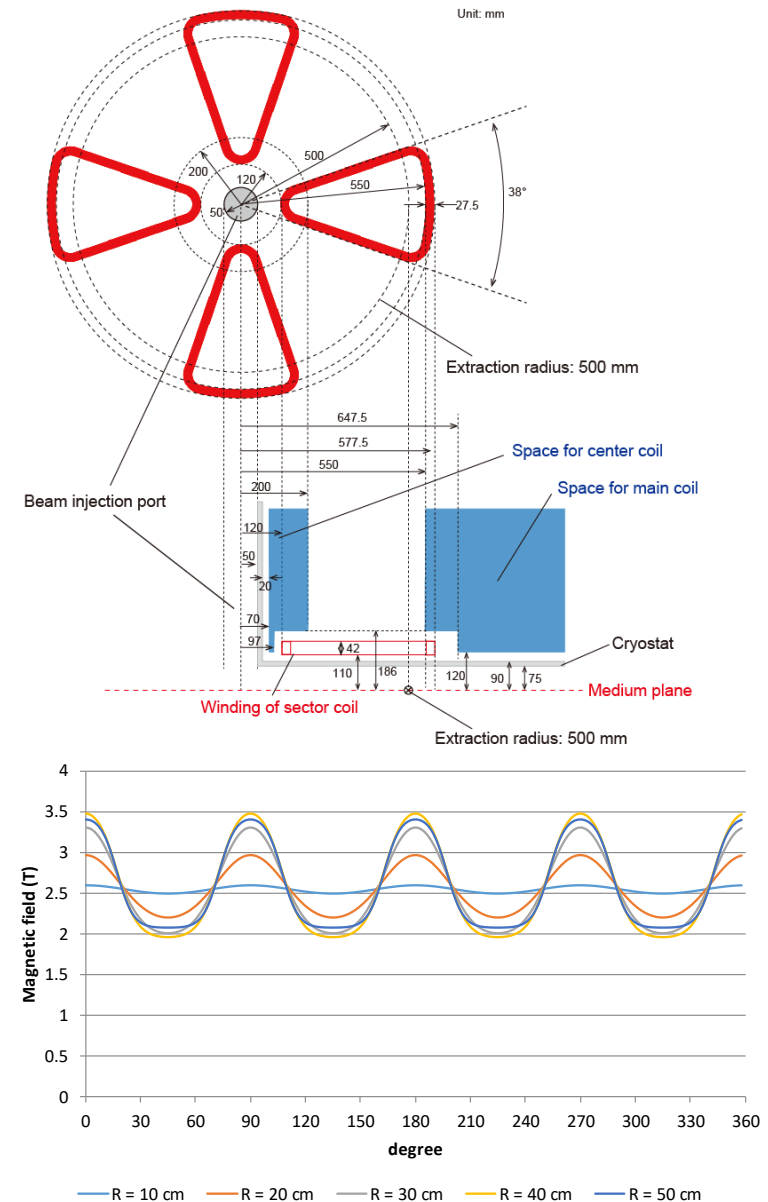 Unit: mm
500
200
120
550
38°
50
27.5
Extraction radius: 500 mm
647.5
577.5
Space for center coil
550
Space for main coil
200
Beam injection port
120
50
20
70
97
42
Cryostat
110
186
120
90
75
Winding of sector coil
Medium plane
Extraction radius: 500 mm
4
3.5
3
2.5
2
1.5
1
0.5
0
Magnetic field (T)
0 30 60 90 120 150 180 210 240 270 300 330 360
degree
R = 10 cm R = 20 cm R = 30 cm R = 40 cm R = 50 cm